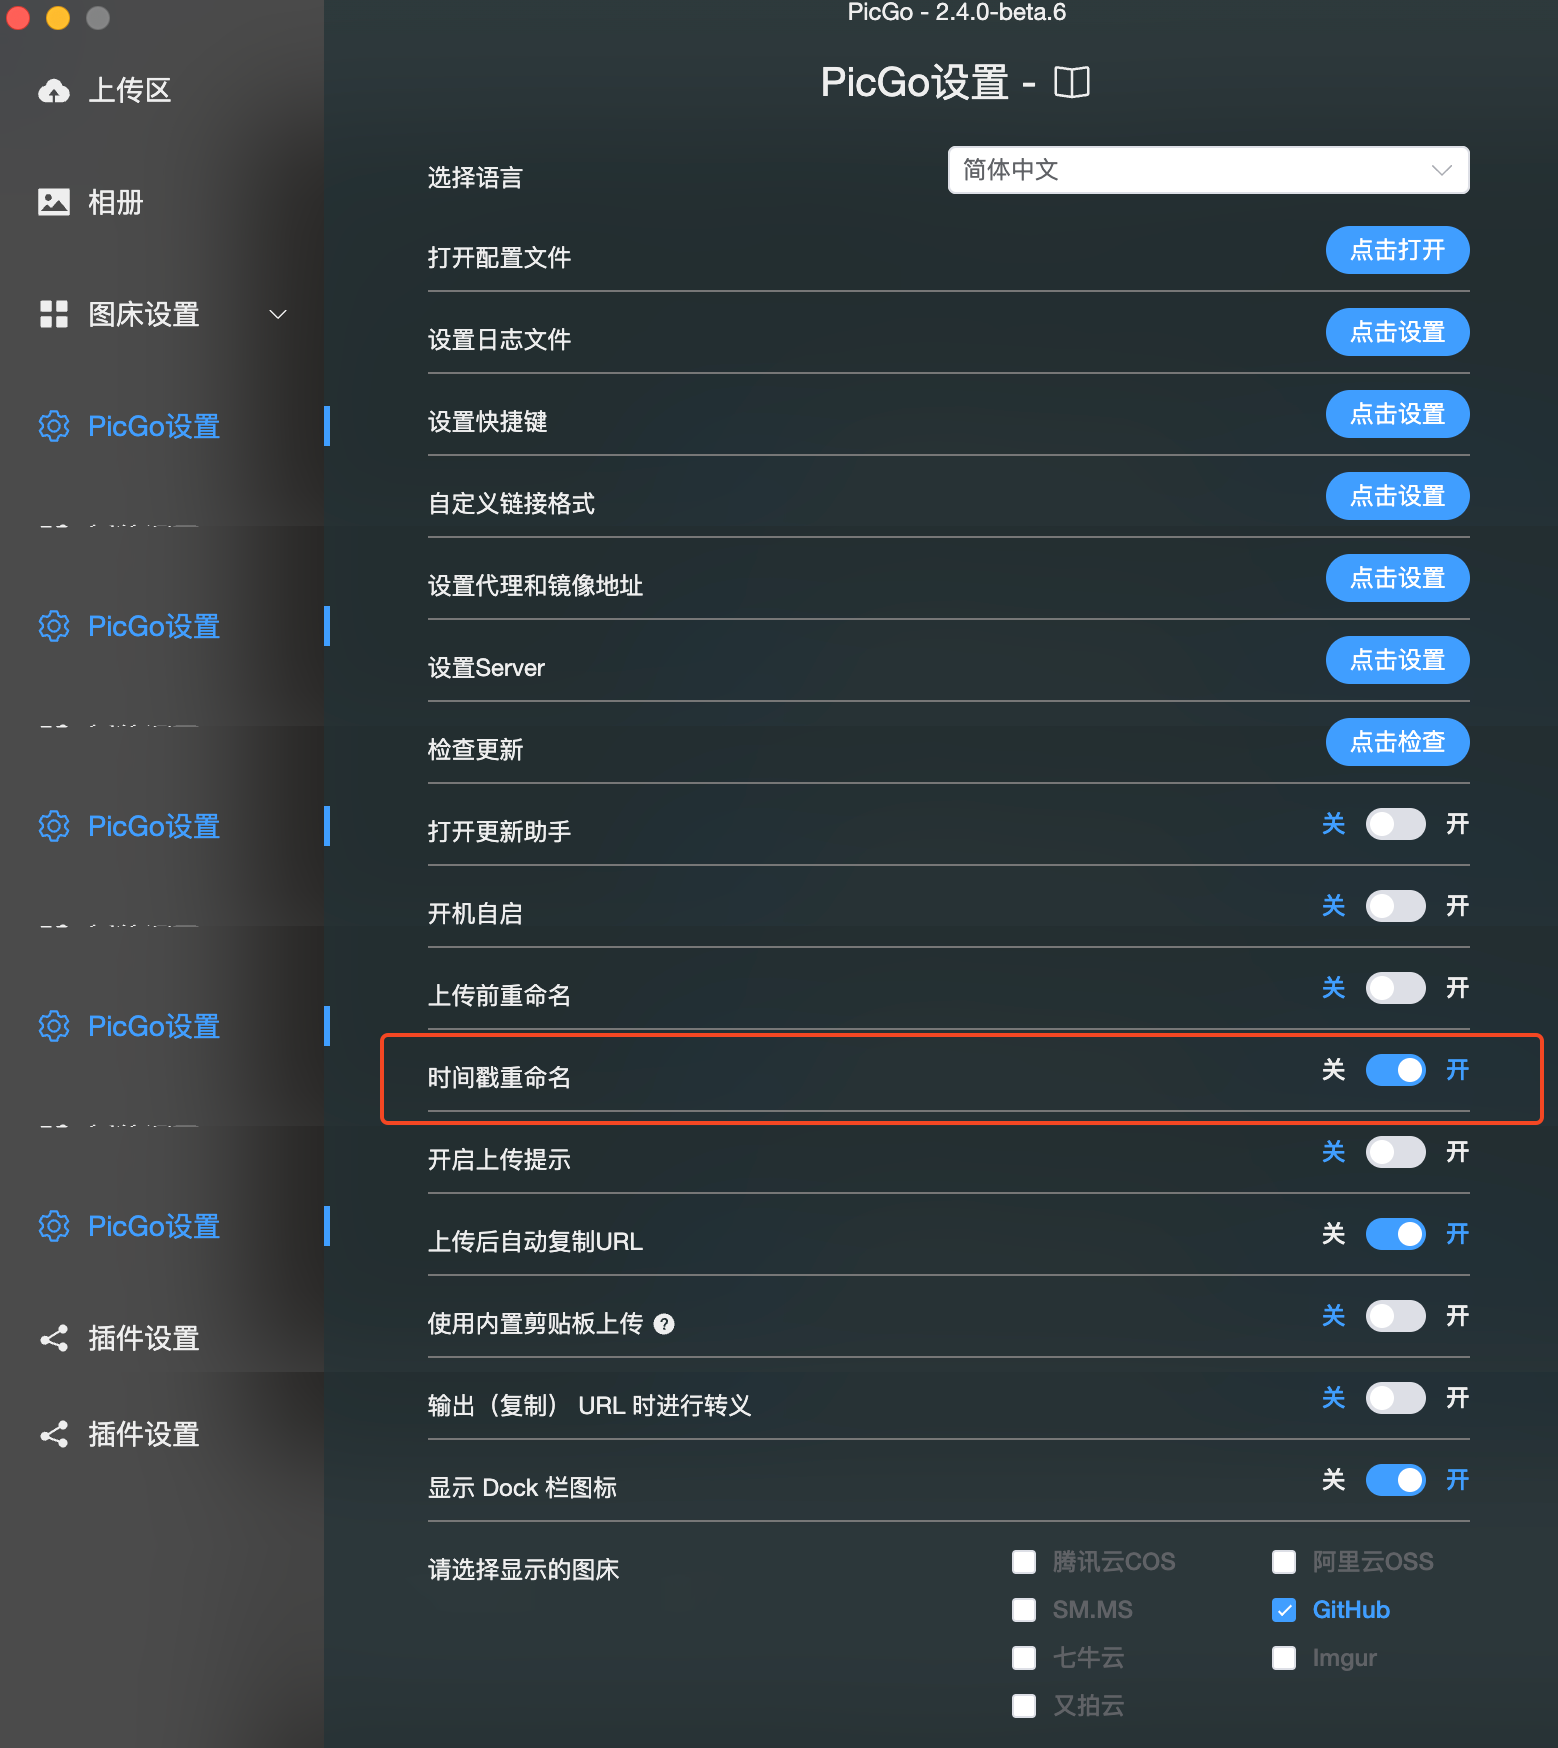 PicGo - 2.4.0-beta.6
上传区
相册
图床设置
PicGo设置
PicGo设置
PicGo设置
PicGo设置
PicGo设置
插件设置
插件设置
PicGo设置 -
选择语言 简体中文
打开配置文件 点击打开
设置日志文件 点击设置
设置快捷键 点击设置
自定义链接格式 点击设置
设置代理和镜像地址 点击设置
设置Server 点击设置
检查更新 点击检查
打开更新助手 关 开
开机自启 关 开
上传前重命名 关 开
时间戳重命名 关 开
开启上传提示 关 开
上传后自动复制URL 关 开
使用内置剪贴板上传 ? 关 开
输出（复制） URL 时进行转义 关 开
显示 Dock 栏图标 关 开
请选择显示的图床 腾讯云COS 阿里云OSS
SM.MS GitHub
七牛云 Imgur
又拍云